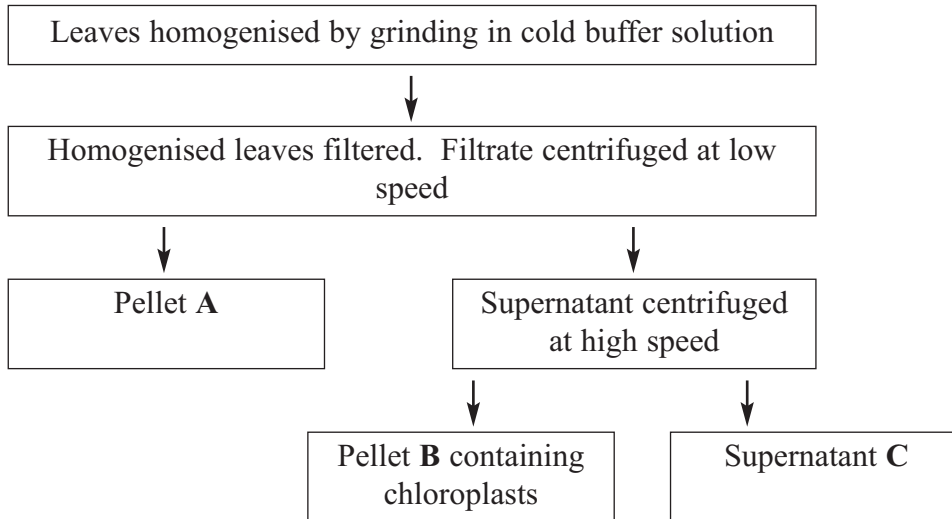 Leaves homogenised by grinding in cold buffer solution
Homogenised leaves filtered.  Filtrate centrifuged at low
speed
Pellet A
Supernatant centrifuged
at high speed
Pellet B containing
chloroplasts
Supernatant C